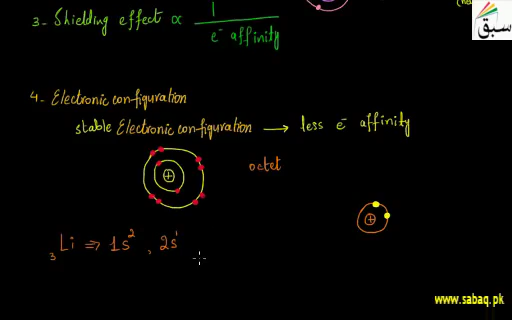 3- Shielding effect ∝ 1 / e⁻ affinity
سبق
4- Electronic configuration
stable Electronic configuration → less e⁻ affinity
octet
₃Li ⇒ 1s², 2s¹
www.sabaq.pk